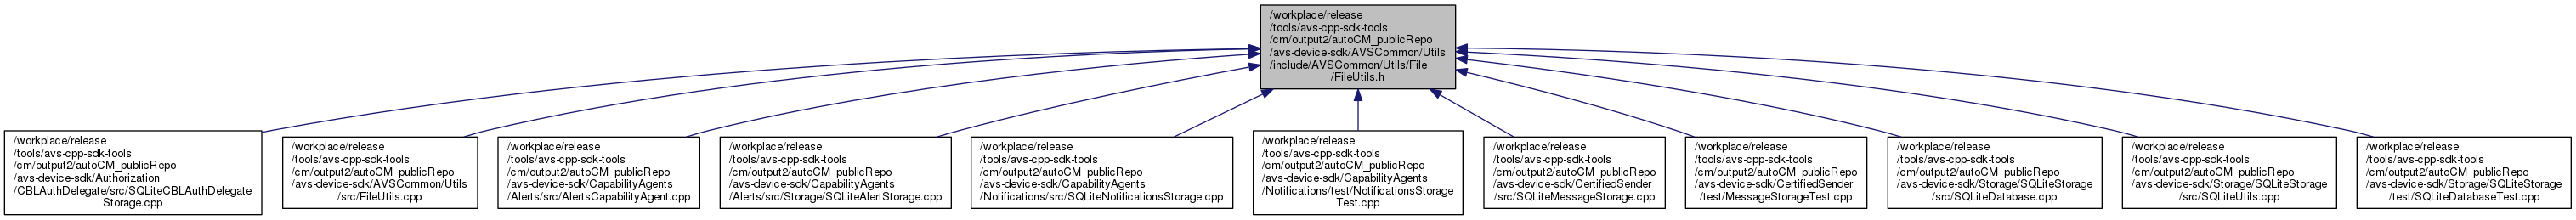 /workplace/release
/tools/avs-cpp-sdk-tools
/cm/output2/autoCM_publicRepo
/avs-device-sdk/AVSCommon/Utils
/include/AVSCommon/Utils/File
/FileUtils.h
/workplace/release
/tools/avs-cpp-sdk-tools
/cm/output2/autoCM_publicRepo
/avs-device-sdk/Authorization
/CBLAuthDelegate/src/SQLiteCBLAuthDelegate
Storage.cpp
/workplace/release
/tools/avs-cpp-sdk-tools
/cm/output2/autoCM_publicRepo
/avs-device-sdk/AVSCommon/Utils
/src/FileUtils.cpp
/workplace/release
/tools/avs-cpp-sdk-tools
/cm/output2/autoCM_publicRepo
/avs-device-sdk/CapabilityAgents
/Alerts/src/AlertsCapabilityAgent.cpp
/workplace/release
/tools/avs-cpp-sdk-tools
/cm/output2/autoCM_publicRepo
/avs-device-sdk/CapabilityAgents
/Alerts/src/Storage/SQLiteAlertStorage.cpp
/workplace/release
/tools/avs-cpp-sdk-tools
/cm/output2/autoCM_publicRepo
/avs-device-sdk/CapabilityAgents
/Notifications/src/SQLiteNotificationsStorage.cpp
/workplace/release
/tools/avs-cpp-sdk-tools
/cm/output2/autoCM_publicRepo
/avs-device-sdk/CapabilityAgents
/Notifications/test/NotificationsStorage
Test.cpp
/workplace/release
/tools/avs-cpp-sdk-tools
/cm/output2/autoCM_publicRepo
/avs-device-sdk/CertifiedSender
/src/SQLiteMessageStorage.cpp
/workplace/release
/tools/avs-cpp-sdk-tools
/cm/output2/autoCM_publicRepo
/avs-device-sdk/CertifiedSender
/test/MessageStorageTest.cpp
/workplace/release
/tools/avs-cpp-sdk-tools
/cm/output2/autoCM_publicRepo
/avs-device-sdk/Storage/SQLiteStorage
/src/SQLiteDatabase.cpp
/workplace/release
/tools/avs-cpp-sdk-tools
/cm/output2/autoCM_publicRepo
/avs-device-sdk/Storage/SQLiteStorage
/src/SQLiteUtils.cpp
/workplace/release
/tools/avs-cpp-sdk-tools
/cm/output2/autoCM_publicRepo
/avs-device-sdk/Storage/SQLiteStorage
/test/SQLiteDatabaseTest.cpp